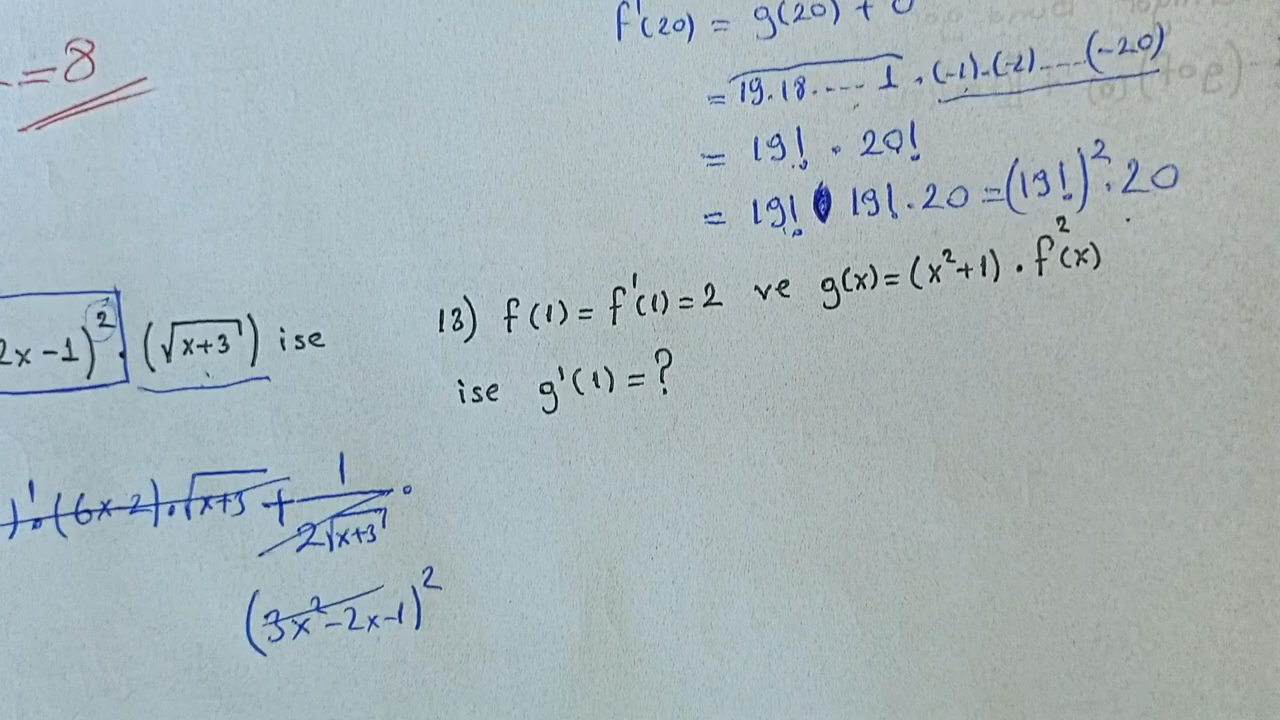 =8
f'(20) = g(20) + 0
= 19.18.---- 1 . (-1).(-2)----(-20)
= 19! . 20!
= 19! 19!.20 = (19!)².20
2x-1)². (√x+3) ise
13) f(1) = f'(1) = 2 ve g(x) = (x²+1) . f²(x)
ise g'(1) = ?
)'.(6x-2).√x+3 + 1/2√x+3 .
(3x²-2x-1)²